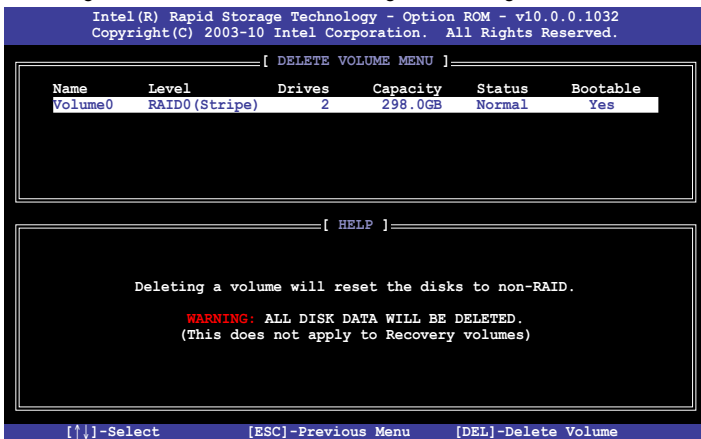 Intel(R) Rapid Storage Technology - Option ROM - v10.0.0.1032
Copyright(C) 2003-10 Intel Corporation. All Rights Reserved.
[ DELETE VOLUME MENU ]
Name Level Drives Capacity Status Bootable
Volume0 RAID0(Stripe) 2 298.0GB Normal Yes
[ HELP ]
Deleting a volume will reset the disks to non-RAID.
WARNING: ALL DISK DATA WILL BE DELETED.
(This does not apply to Recovery volumes)
[↑↓]-Select [ESC]-Previous Menu [DEL]-Delete Volume